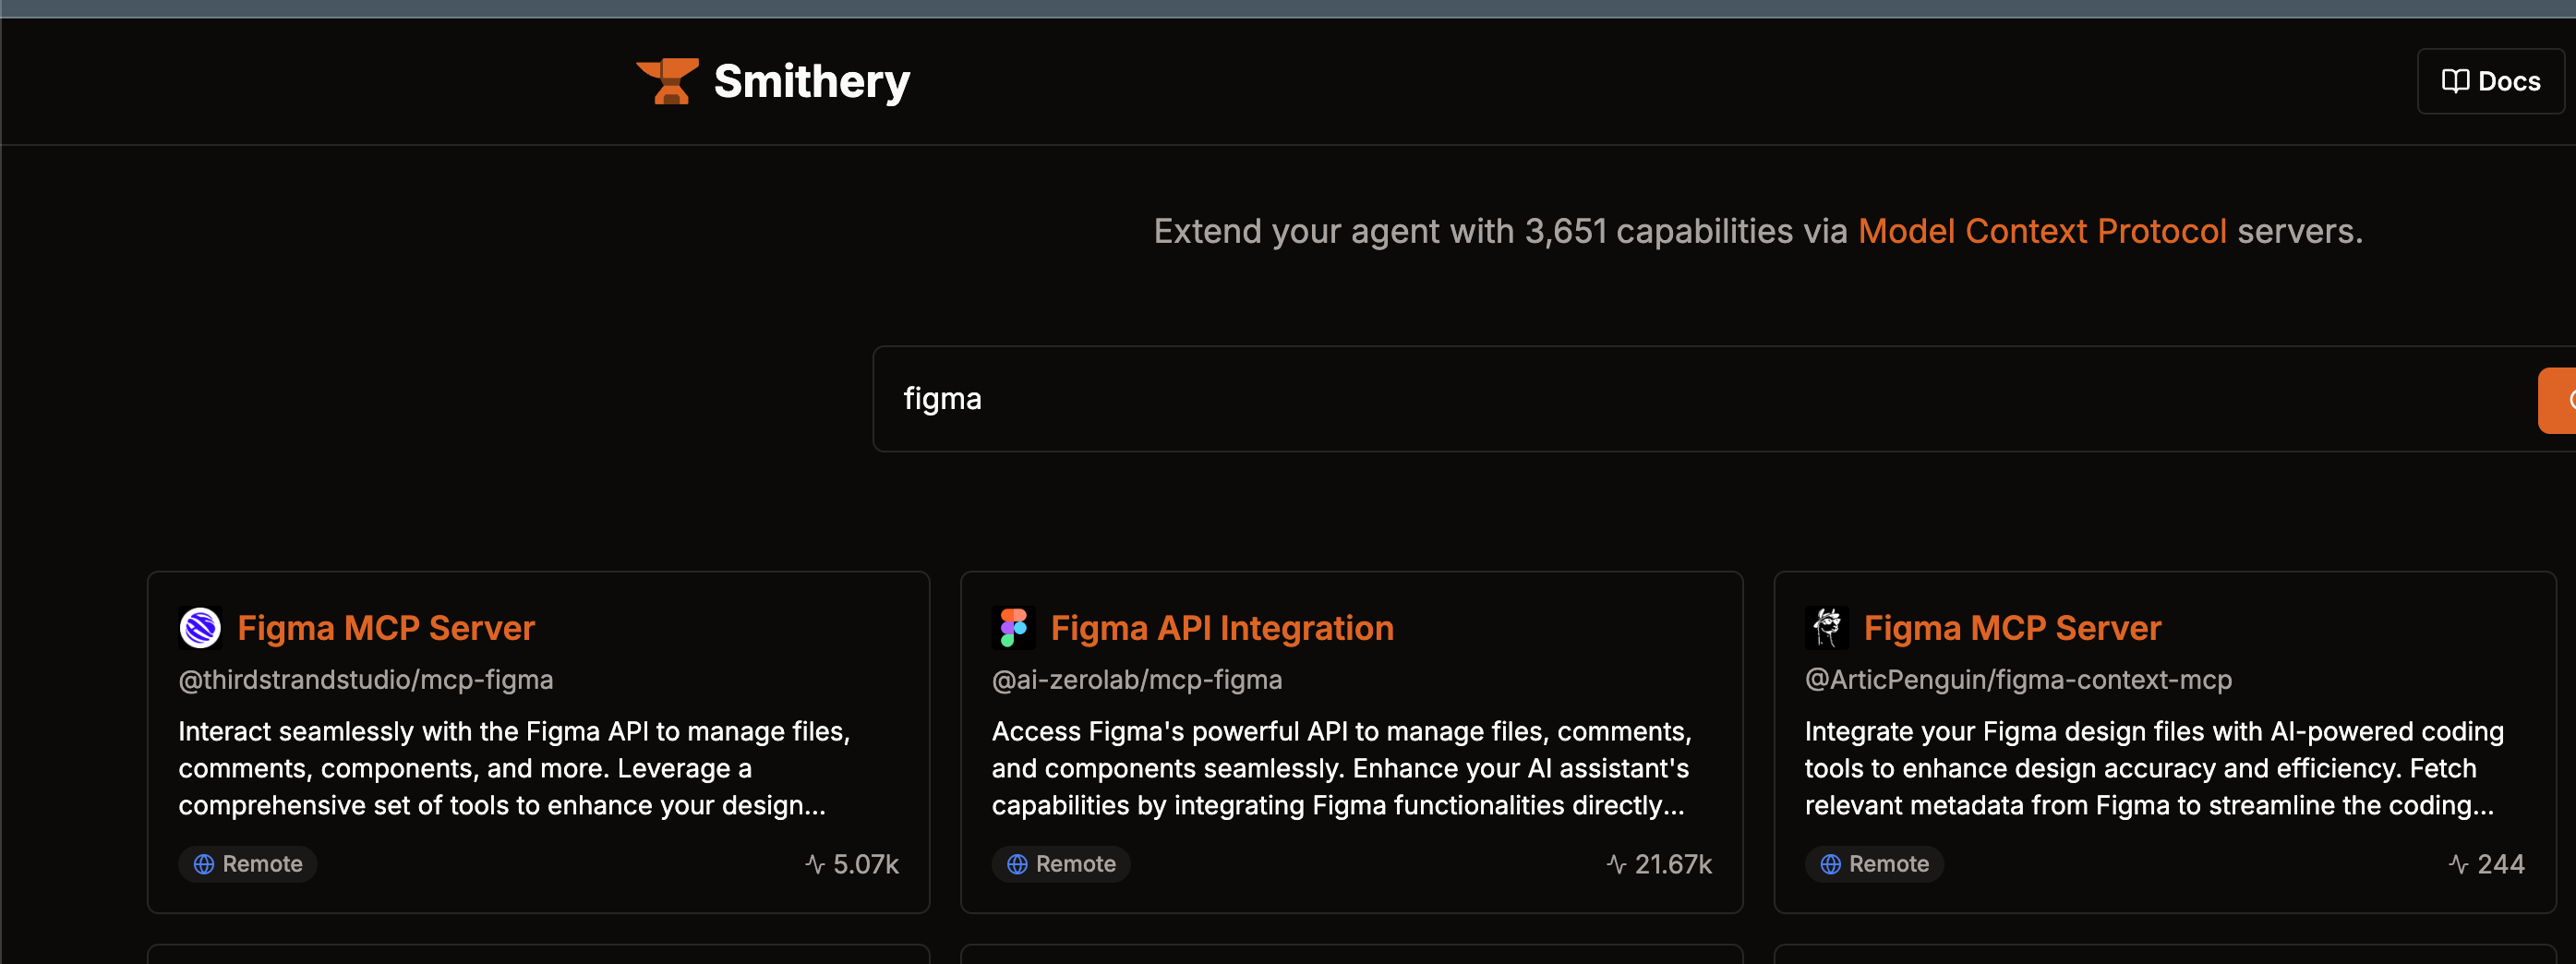 Smithery
Docs
Extend your agent with 3,651 capabilities via Model Context Protocol servers.
figma
Figma MCP Server
@thirdstrandstudio/mcp-figma
Interact seamlessly with the Figma API to manage files,
comments, components, and more. Leverage a
comprehensive set of tools to enhance your design...
Remote
5.07k
Figma API Integration
@ai-zerolab/mcp-figma
Access Figma's powerful API to manage files, comments,
and components seamlessly. Enhance your AI assistant's
capabilities by integrating Figma functionalities directly...
Remote
21.67k
Figma MCP Server
@ArticPenguin/figma-context-mcp
Integrate your Figma design files with AI-powered coding
tools to enhance design accuracy and efficiency. Fetch
relevant metadata from Figma to streamline the coding...
Remote
244